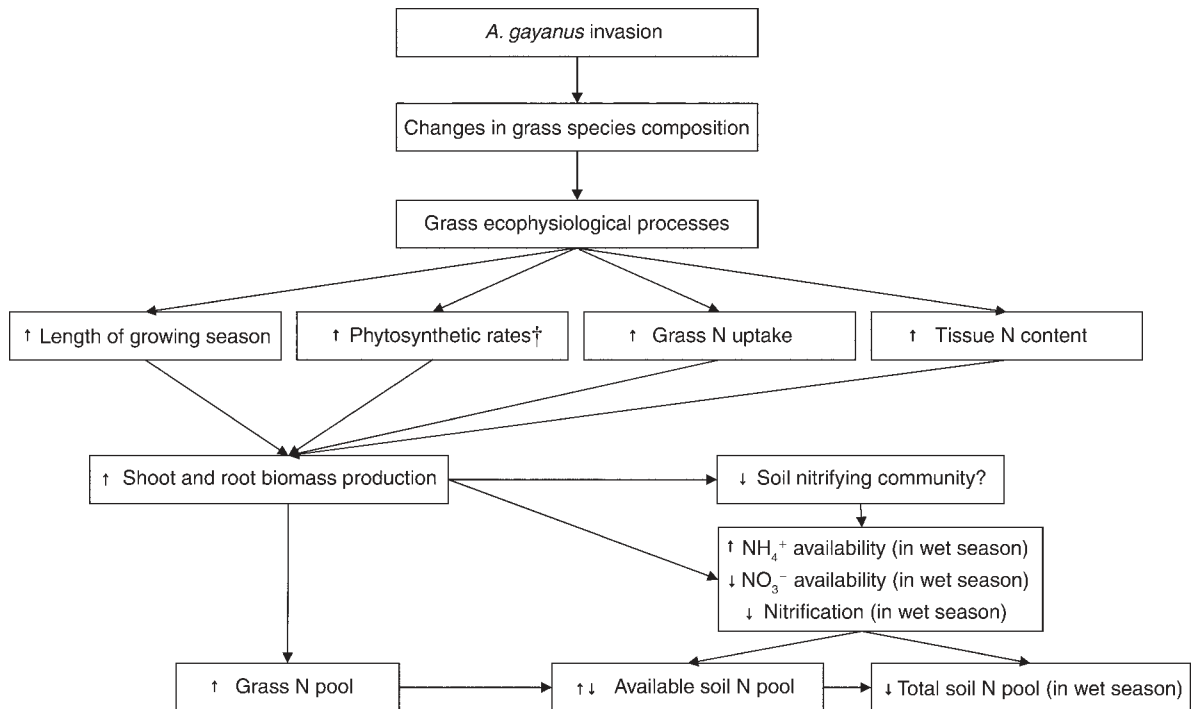 A. gayanus invasion
Changes in grass species composition
Grass ecophysiological processes
↑ Length of growing season
↑ Phytosynthetic rates†
↑ Grass N uptake
↑ Tissue N content
↑ Shoot and root biomass production
↓ Soil nitrifying community?
↑ NH₄⁺ availability (in wet season)
↓ NO₃⁻ availability (in wet season)
↓ Nitrification (in wet season)
↑ Grass N pool
↑↓ Available soil N pool
↓ Total soil N pool (in wet season)